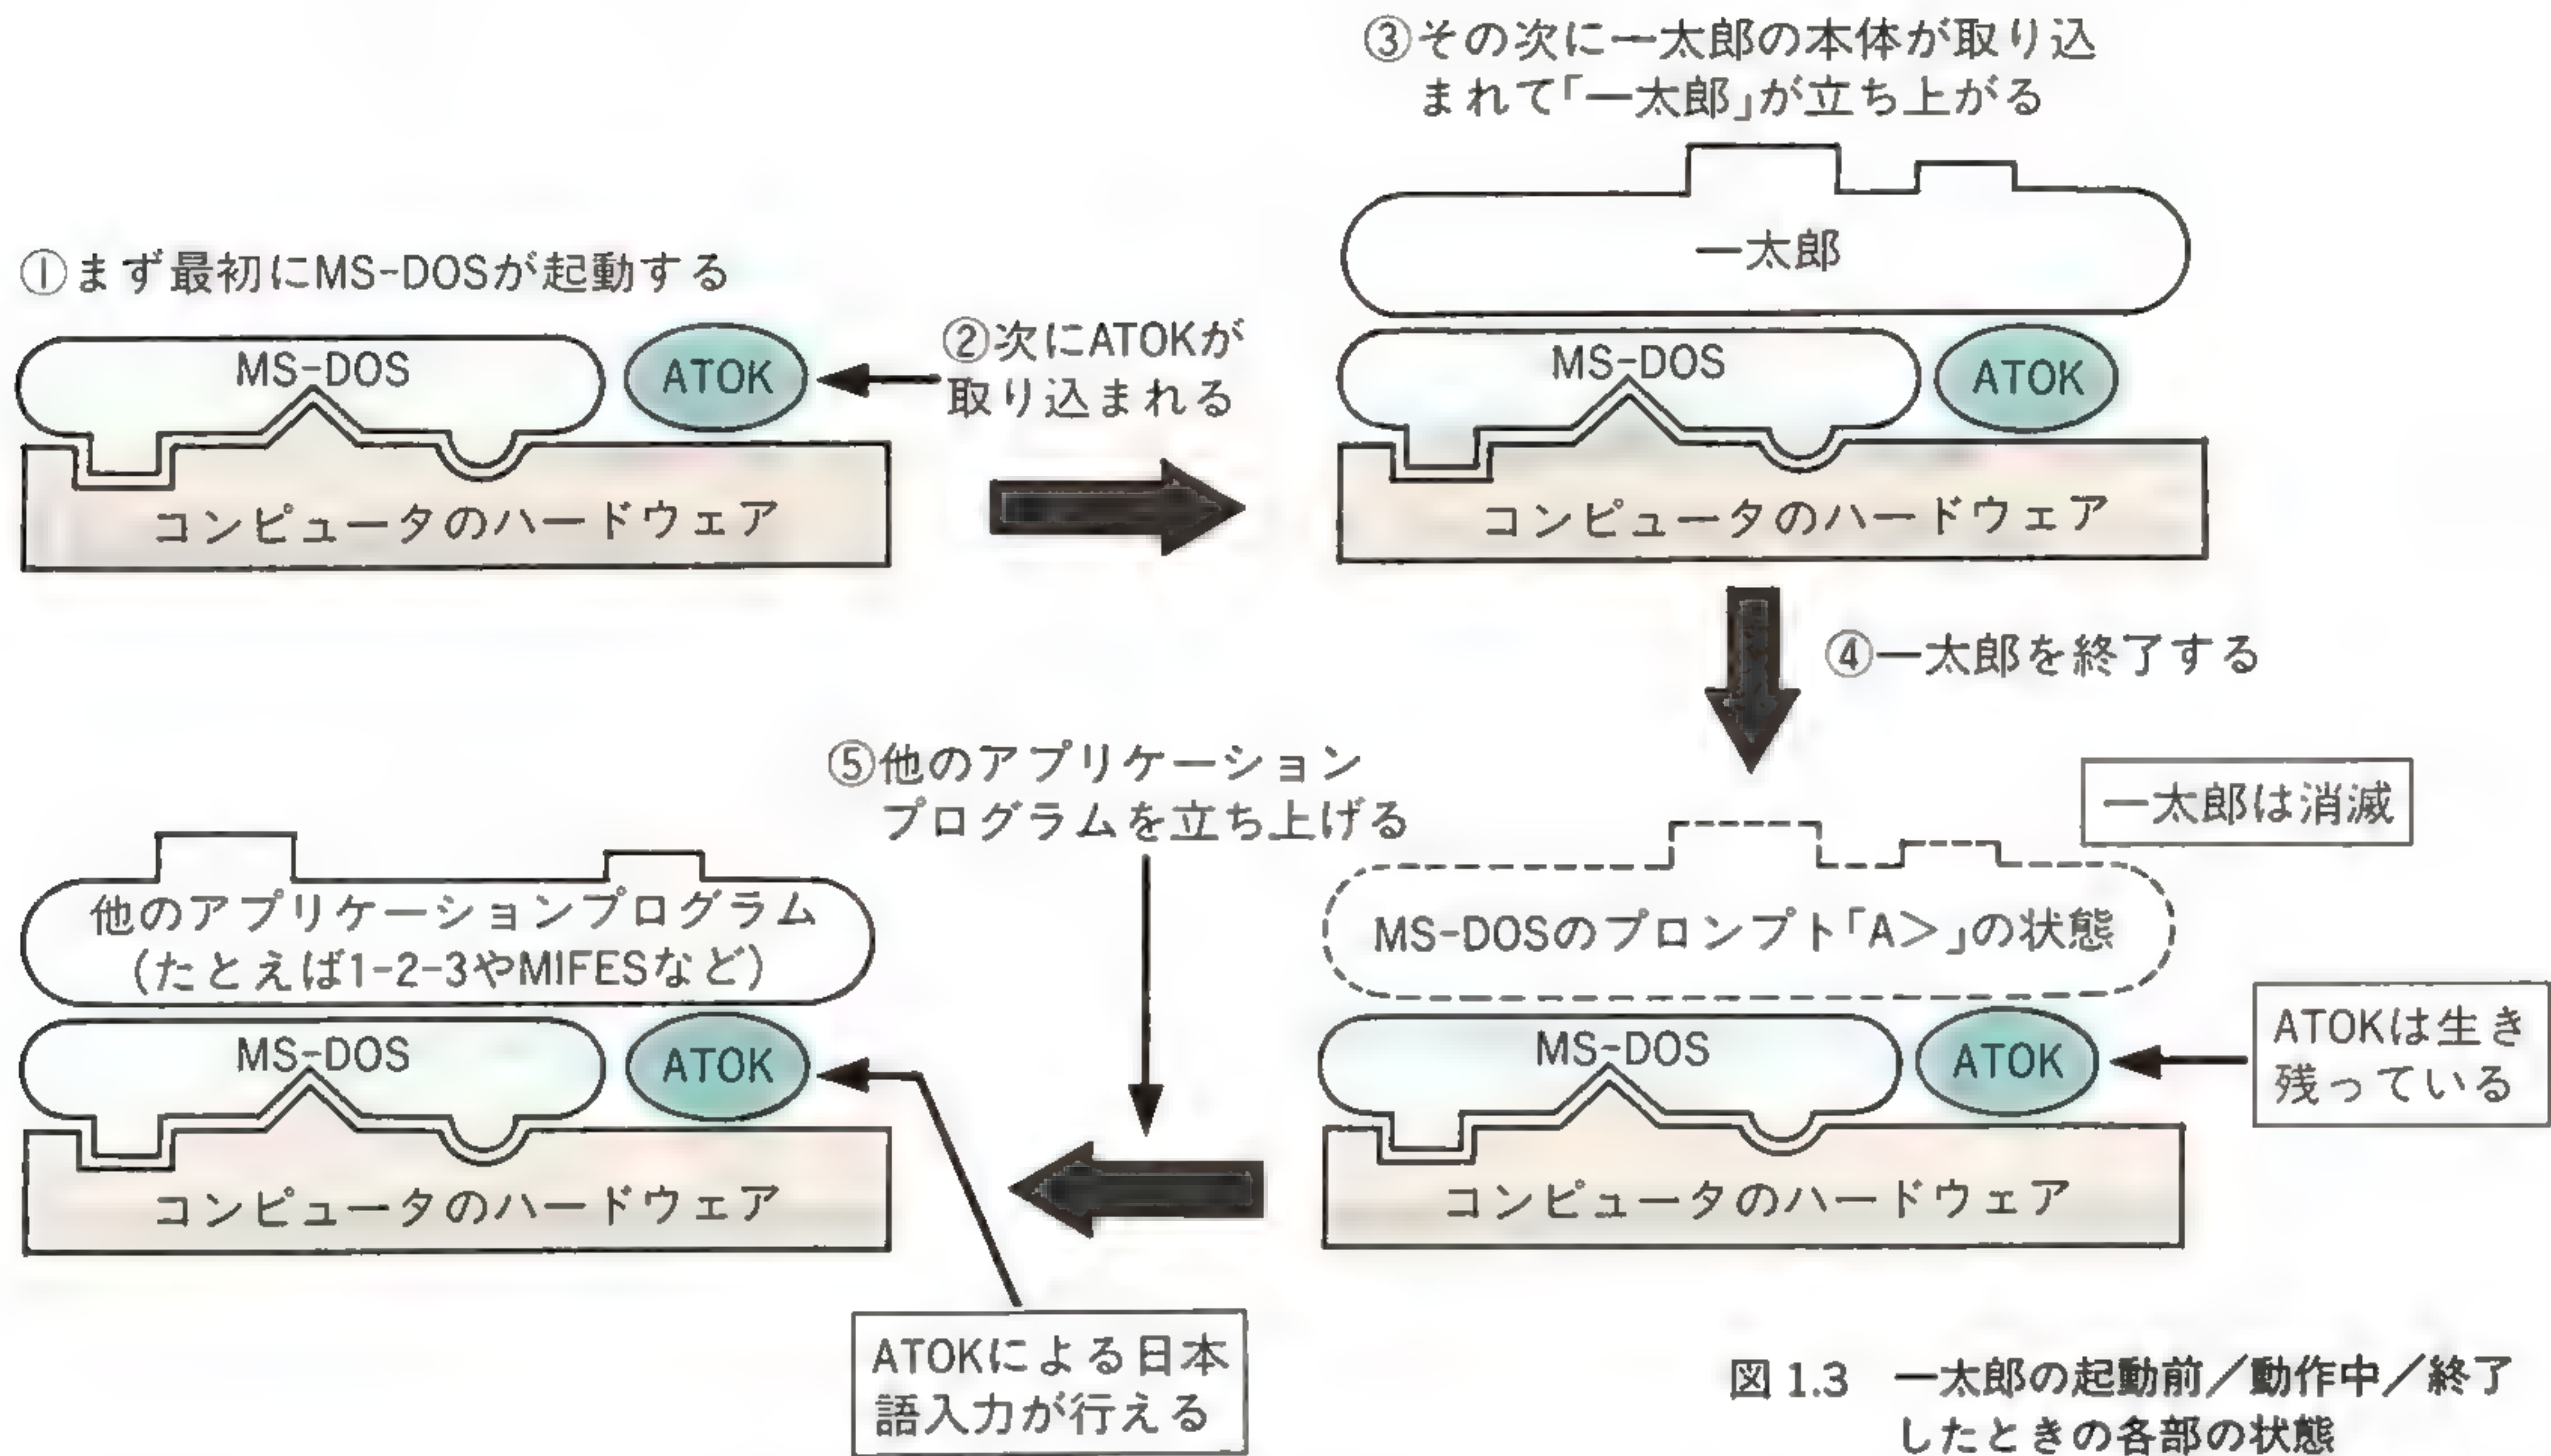 ①まず最初にMS-DOSが起動する
MS-DOS
ATOK
コンピュータのハードウェア
②次にATOKが
取り込まれる
③その次に一太郎の本体が取り込
まれて「一太郎」が立ち上がる
一太郎
MS-DOS
ATOK
コンピュータのハードウェア
④一太郎を終了する
一太郎は消滅
MS-DOSのプロンプト「A>」の状態
MS-DOS
ATOK
ATOKは生き
残っている
コンピュータのハードウェア
⑤他のアプリケーション
プログラムを立ち上げる
他のアプリケーションプログラム
(たとえば1-2-3やMIFESなど)
MS-DOS
ATOK
コンピュータのハードウェア
ATOKによる日本
語入力が行える
図 1.3 一太郎の起動前/動作中/終了
したときの各部の状態